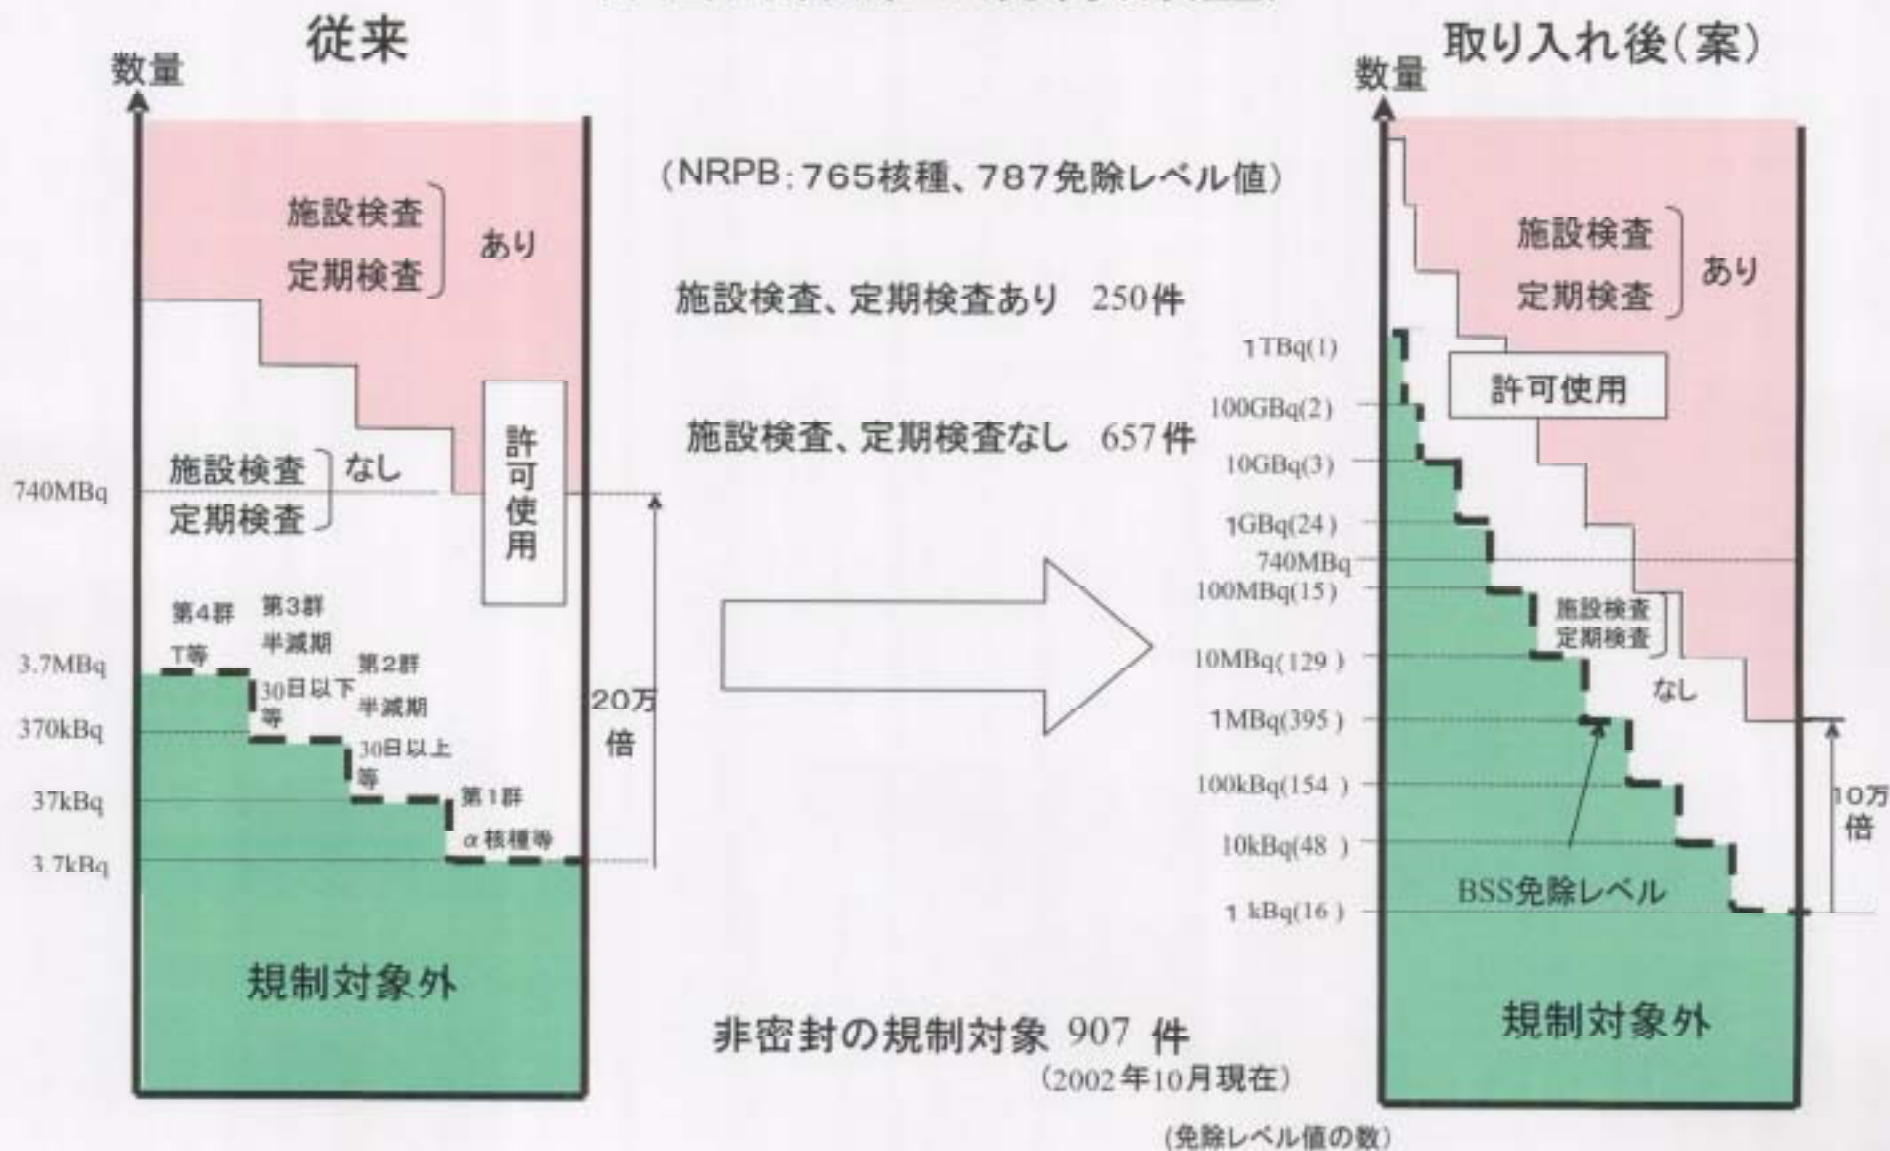 従来
数量
施設検査
定期検査
あり
施設検査
定期検査
なし
740MBq
許可使用
第4群
T等
第3群
半減期
30日以下
等
第2群
半減期
30日以上
等
第1群
α核種等
3.7MBq
370kBq
37kBq
3.7kBq
20万
倍
規制対象外
(NRPB:765核種、787免除レベル値)
施設検査、定期検査あり 250件
施設検査、定期検査なし 657件
非密封の規制対象 907 件
(2002年10月現在)
(免除レベル値の数)
取り入れ後(案)
数量
施設検査
定期検査
あり
許可使用
1TBq(1)
100GBq(2)
10GBq(3)
1GBq(24)
740MBq
100MBq(15)
10MBq(129)
1MBq(395)
100kBq(154)
10kBq(48)
1 kBq(16)
施設検査
定期検査
なし
BSS免除レベル
10万
倍
規制対象外